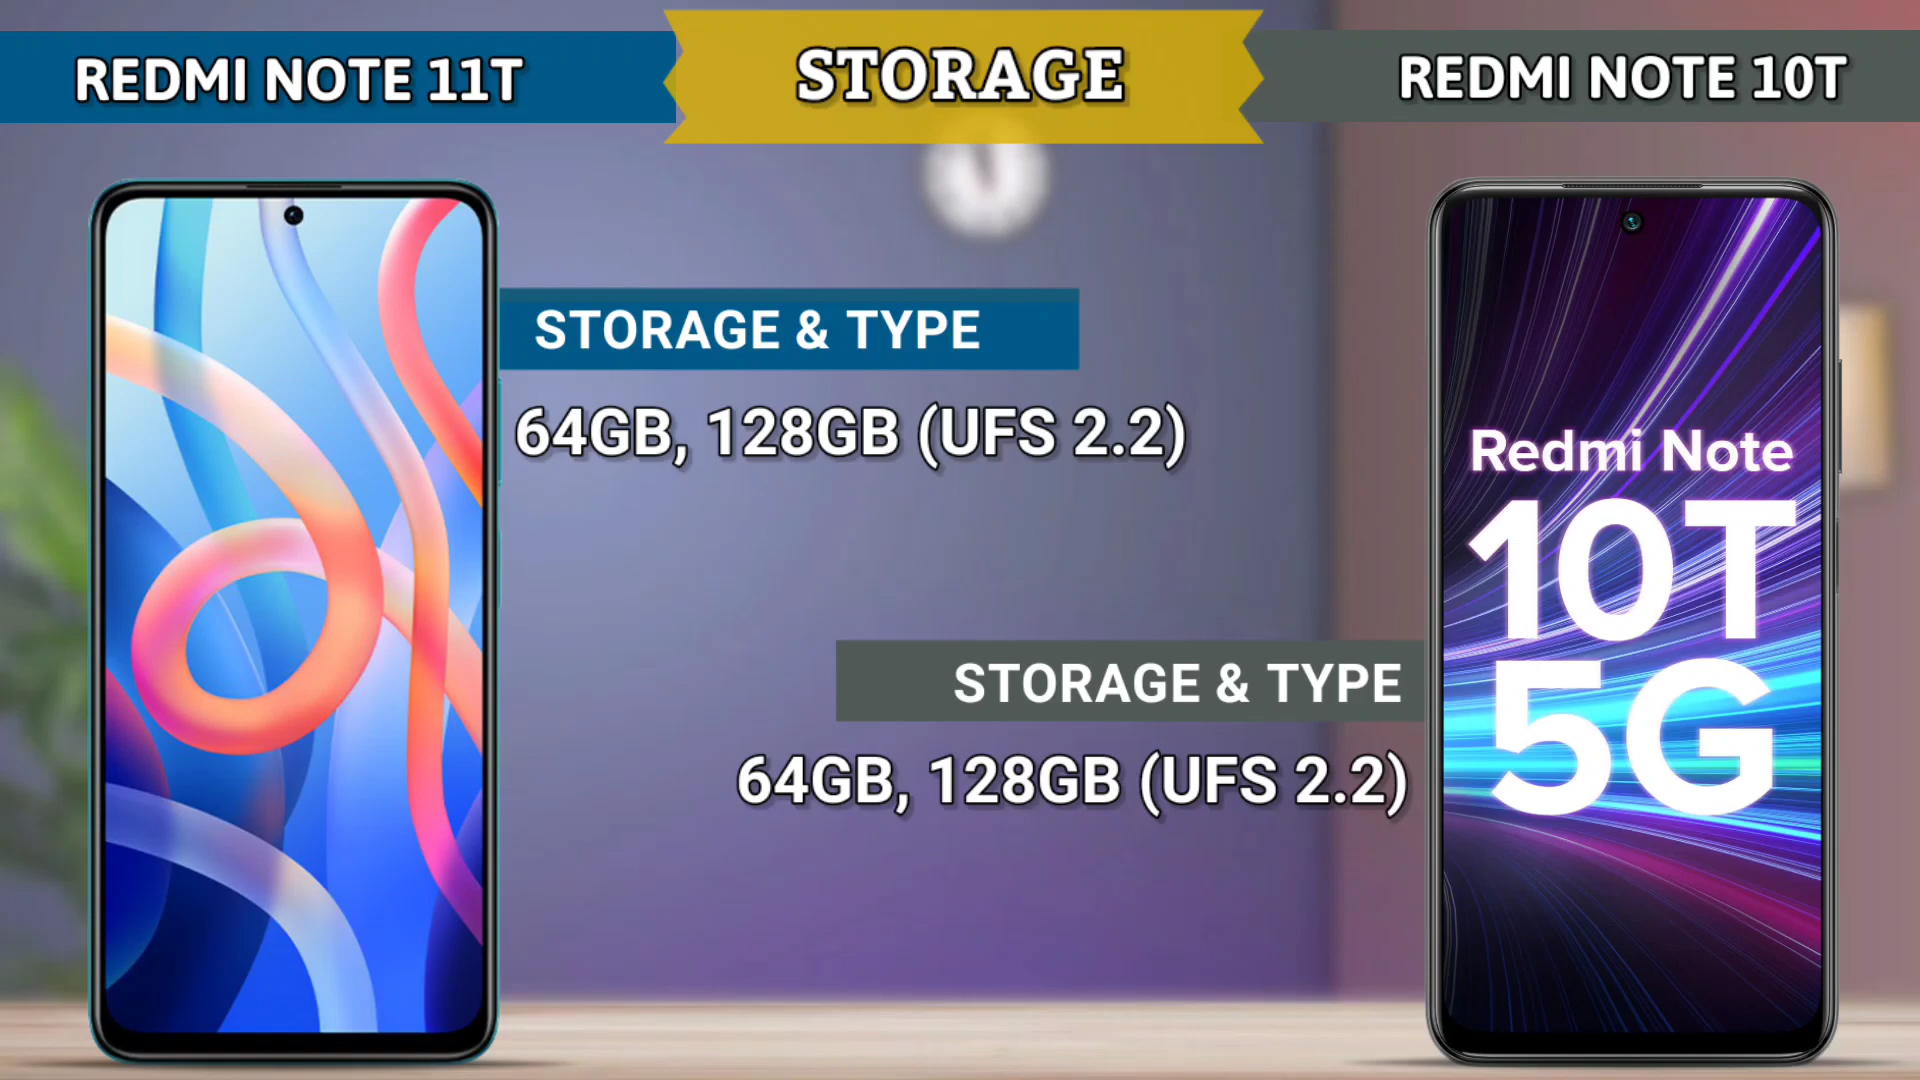 REDMI NOTE 11T
STORAGE
REDMI NOTE 10T
STORAGE & TYPE
64GB, 128GB (UFS 2.2)
STORAGE & TYPE
64GB, 128GB (UFS 2.2)
Redmi Note
10T
5G